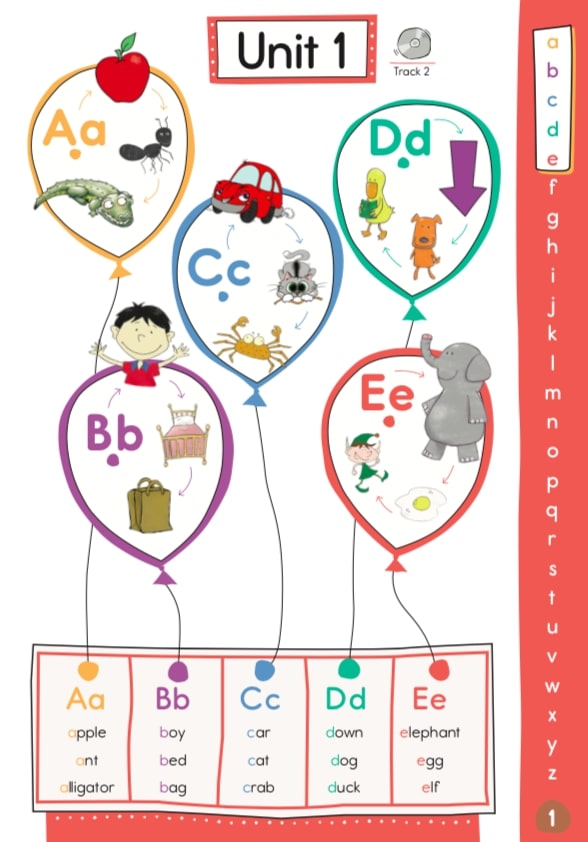 Unit 1
Track 2
Aa
Dd
Cc
Bb
Ee
Aa
apple
ant
alligator
Bb
boy
bed
bag
Cc
car
cat
crab
Dd
down
dog
duck
Ee
elephant
egg
elf
a
b
c
d
e
f
g
h
i
j
k
l
m
n
o
p
q
r
s
t
u
v
w
x
y
z
1